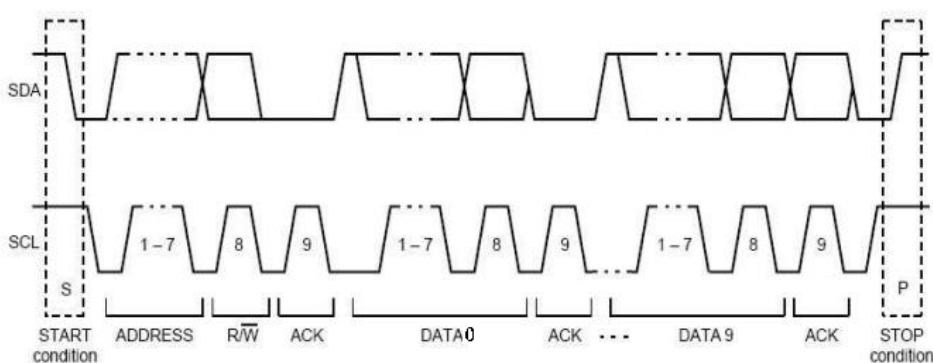 SDA
SCL 1 – 7 8 9 1 – 7 8 9 1 – 7 8 9
S P
START condition ADDRESS R/W̅ ACK DATA 0 ACK DATA 9 ACK STOP condition